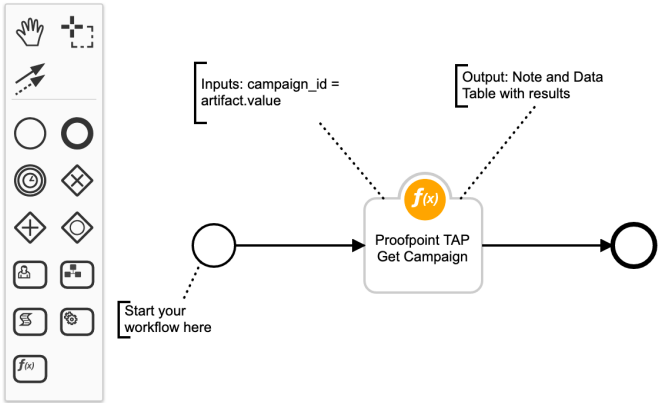 Inputs: campaign_id =
artifact.value
Output: Note and Data
Table with results
f(x)
Proofpoint TAP
Get Campaign
Start your
workflow here
f(x)